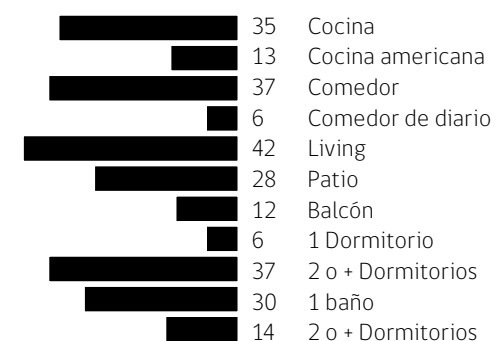 35 Cocina
13 Cocina americana
37 Comedor
6 Comedor de diario
42 Living
28 Patio
12 Balcón
6 1 Dormitorio
37 2 o + Dormitorios
30 1 baño
14 2 o + Dormitorios